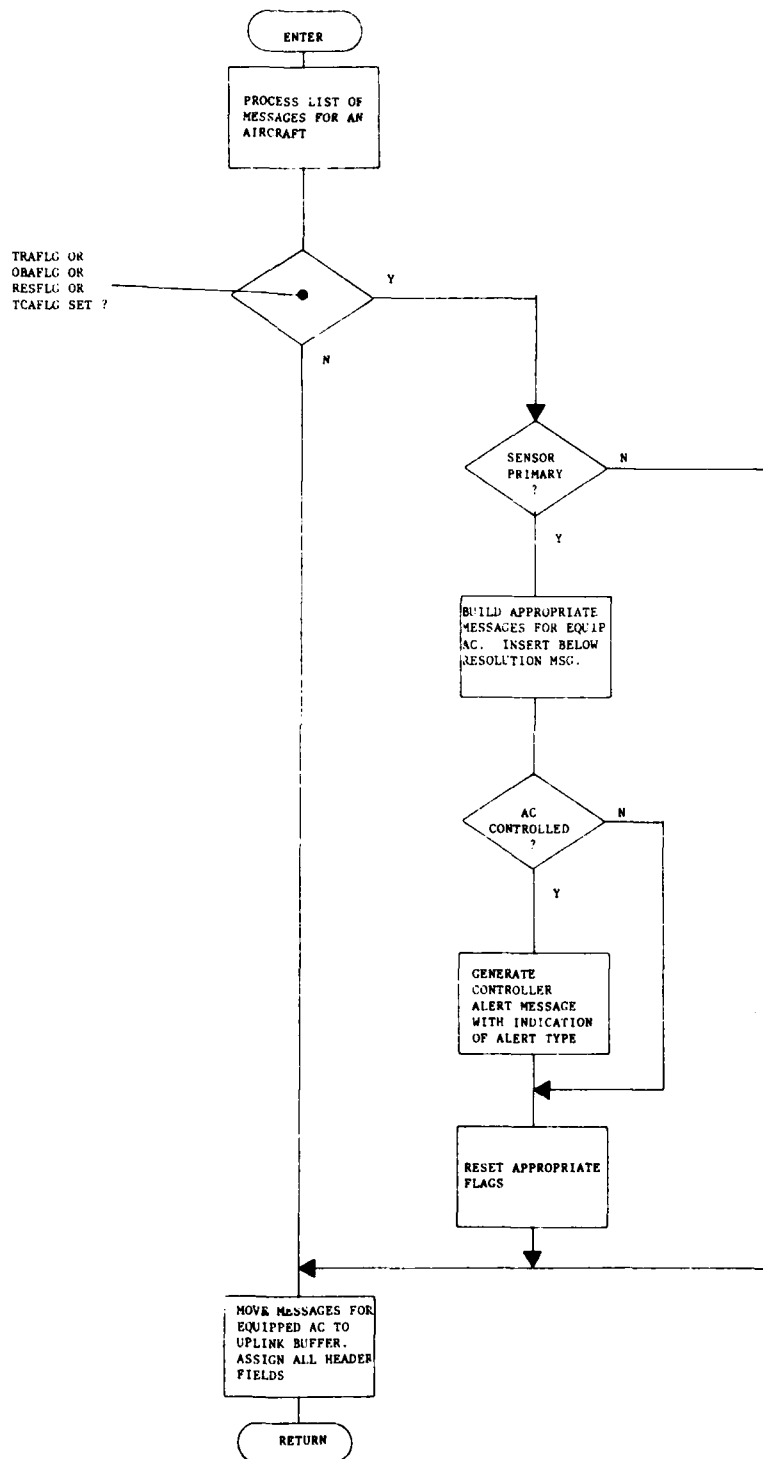 ENTER
PROCESS LIST OF
MESSAGES FOR AN
AIRCRAFT
TRAFLG OR
OBAFLG OR
RESFLG OR
TCAFLG SET ?
Y
N
SENSOR
PRIMARY
?
N
Y
BUILD APPROPRIATE
MESSAGES FOR EQUIP
AC. INSERT BELOW
RESOLUTION MSG.
AC
CONTROLLED
?
N
Y
GENERATE
CONTROLLER
ALERT MESSAGE
WITH INDICATION
OF ALERT TYPE
RESET APPROPRIATE
FLAGS
MOVE MESSAGES FOR
EQUIPPED AC TO
UPLINK BUFFER.
ASSIGN ALL HEADER
FIELDS
RETURN